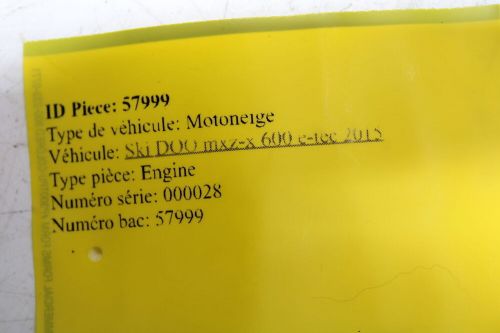 ID Piece: 57999
Type de véhicule: Motoneige
Véhicule: Ski DOO mxz-x 600 e-tec 2015
Type pièce: Engine
Numéro série: 000028
Numéro bac: 57999